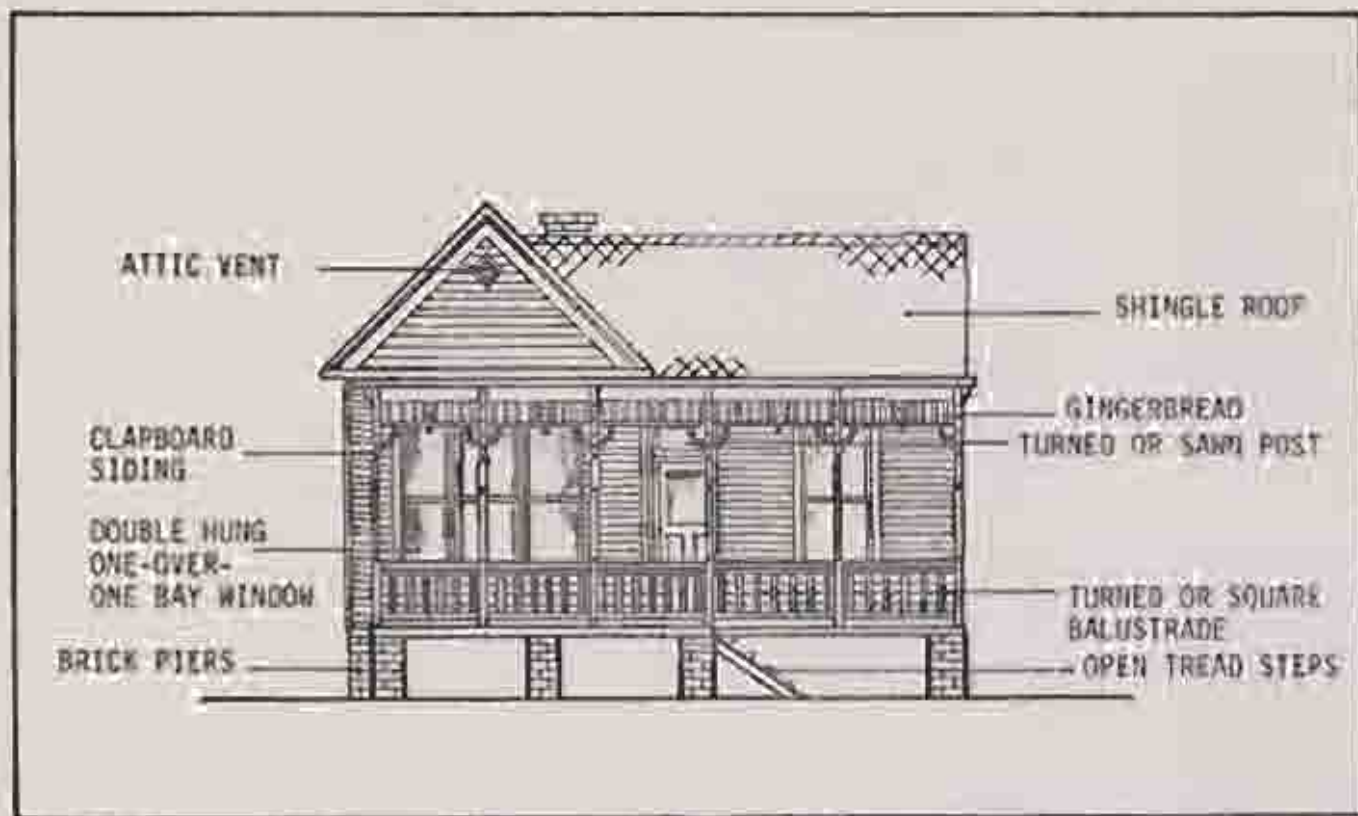 ATTIC VENT
SHINGLE ROOF
GINGERBREAD
TURNED OR SAWN POST
CLAPBOARD
SIDING
DOUBLE HUNG
ONE-OVER-
ONE BAY WINDOW
TURNED OR SQUARE
BALUSTRADE
BRICK PIERS
OPEN TREAD STEPS